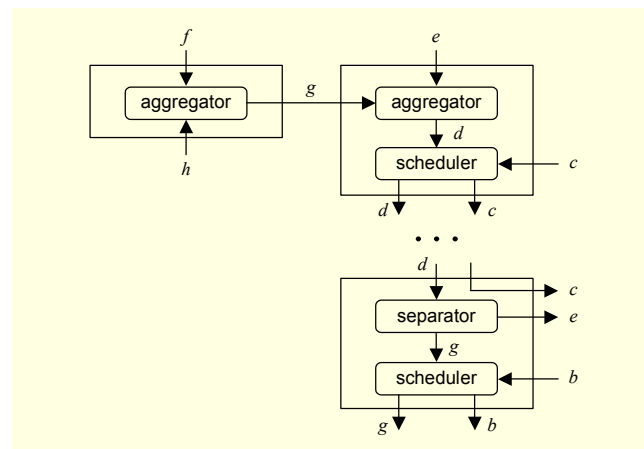 f
e
aggregator
g
aggregator
d
h
scheduler
c
d
c
. . .
d
c
separator
e
g
scheduler
b
g
b